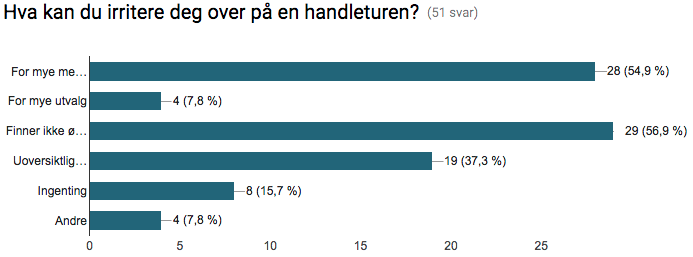 Hva kan du irritere deg over på en handleturen? (51 svar)
For mye me… 28 (54,9 %)
For mye utvalg 4 (7,8 %)
Finner ikke ø… 29 (56,9 %)
Uoversiktlig… 19 (37,3 %)
Ingenting 8 (15,7 %)
Andre 4 (7,8 %)
0 5 10 15 20 25